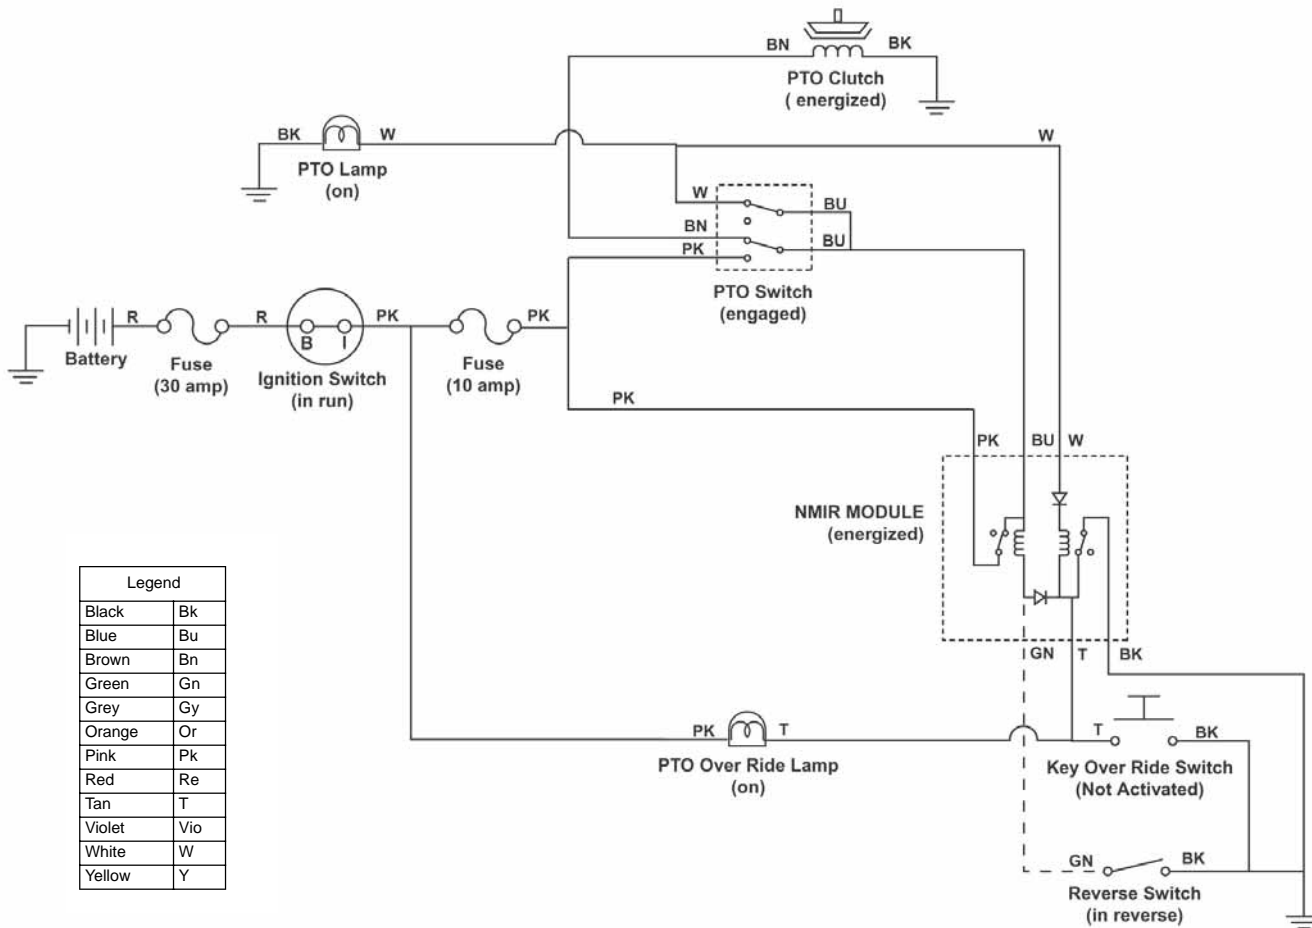 BN
BK
PTO Clutch
( energized)
BK
W
W
PTO Lamp
(on)
W
BU
BN
BU
PK
PTO Switch
(engaged)
R
R
PK
PK
B
I
Battery
Fuse
(30 amp)
Ignition Switch
(in run)
Fuse
(10 amp)
PK
PK
BU
W
NMIR MODULE
(energized)
GN
T
BK
PK
T
T
BK
PTO Over Ride Lamp
(on)
Key Over Ride Switch
(Not Activated)
GN
BK
Reverse Switch
(in reverse)
Legend
Black Bk
Blue Bu
Brown Bn
Green Gn
Grey Gy
Orange Or
Pink Pk
Red Re
Tan T
Violet Vio
White W
Yellow Y